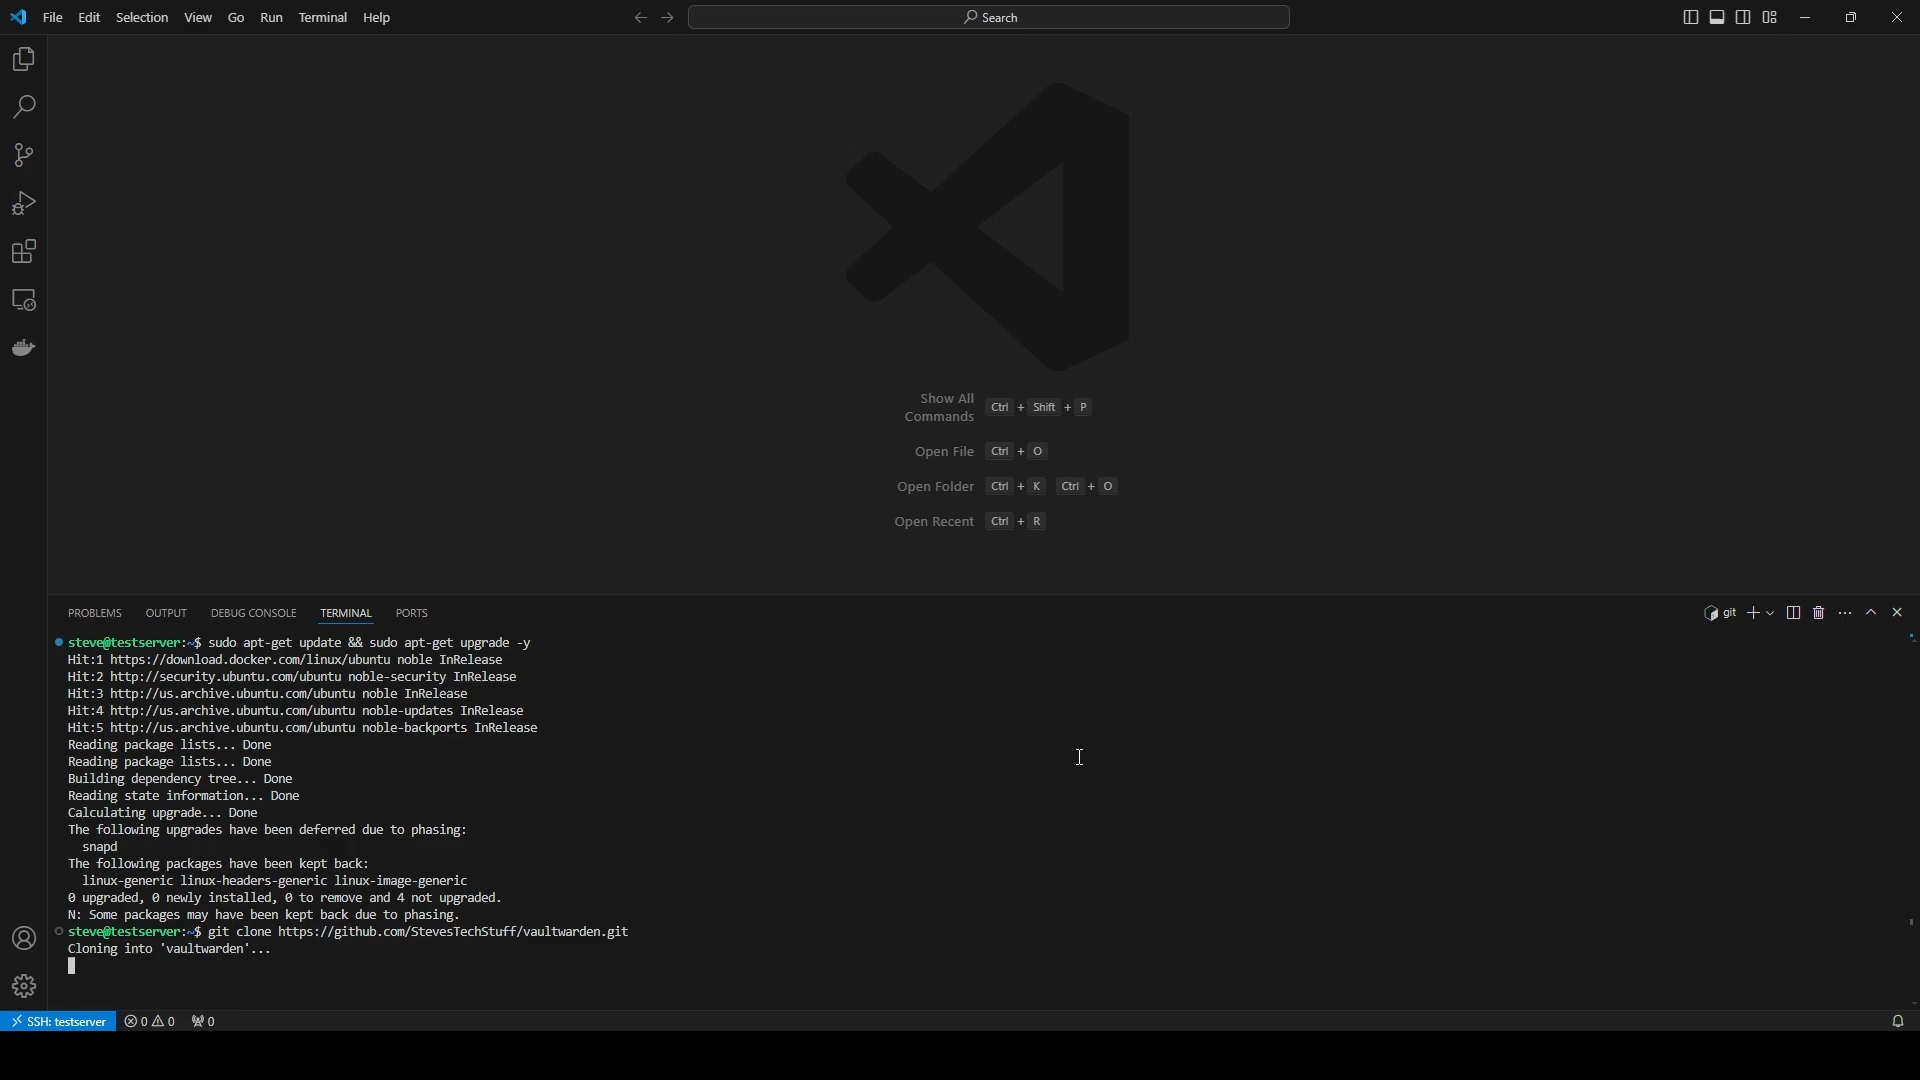 File Edit Selection View Go Run Terminal Help
Search
Show All Commands Ctrl + Shift + P
Open File Ctrl + O
Open Folder Ctrl + K Ctrl + O
Open Recent Ctrl + R
PROBLEMS OUTPUT DEBUG CONSOLE TERMINAL PORTS
git
steve@testserver:~$ sudo apt-get update && sudo apt-get upgrade -y
Hit:1 https://download.docker.com/linux/ubuntu noble InRelease
Hit:2 http://security.ubuntu.com/ubuntu noble-security InRelease
Hit:3 http://us.archive.ubuntu.com/ubuntu noble InRelease
Hit:4 http://us.archive.ubuntu.com/ubuntu noble-updates InRelease
Hit:5 http://us.archive.ubuntu.com/ubuntu noble-backports InRelease
Reading package lists... Done
Reading package lists... Done
Building dependency tree... Done
Reading state information... Done
Calculating upgrade... Done
The following upgrades have been deferred due to phasing:
snapd
The following packages have been kept back:
linux-generic linux-headers-generic linux-image-generic
0 upgraded, 0 newly installed, 0 to remove and 4 not upgraded.
N: Some packages may have been kept back due to phasing.
steve@testserver:~$ git clone https://github.com/StevesTechStuff/vaultwarden.git
Cloning into 'vaultwarden'...
SSH: testserver 0 0 0